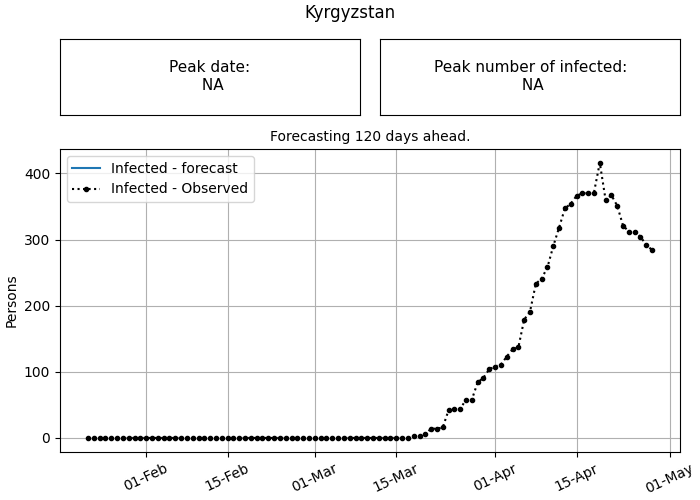 Kyrgyzstan
Peak date:
NA
Peak number of infected:
NA
Forecasting 120 days ahead.
Infected - forecast
Infected - Observed
Persons
400
300
200
100
0
01-Feb
15-Feb
01-Mar
15-Mar
01-Apr
15-Apr
01-May